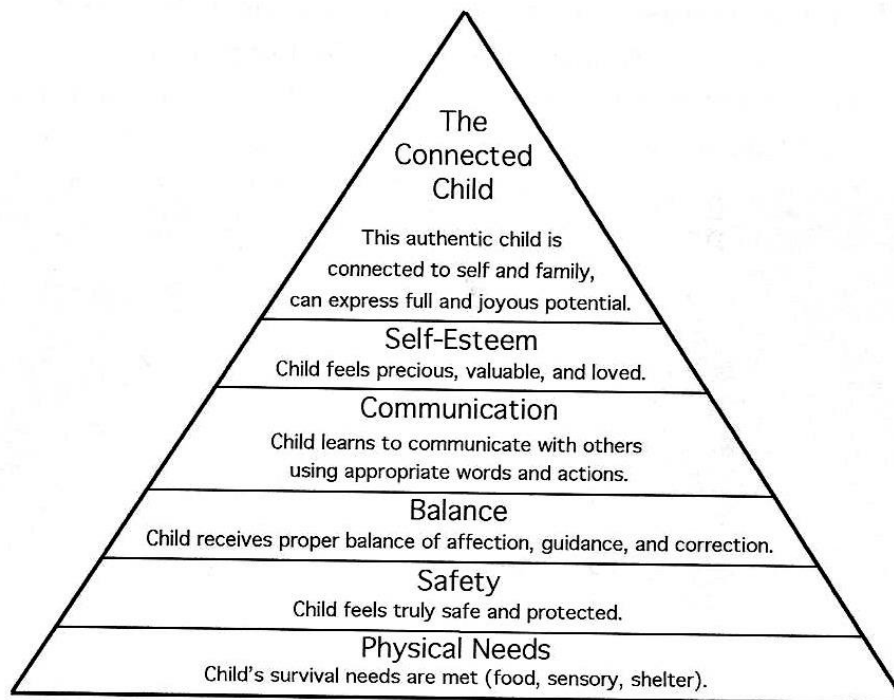 The
Connected
Child
This authentic child is
connected to self and family,
can express full and joyous potential.
Self-Esteem
Child feels precious, valuable, and loved.
Communication
Child learns to communicate with others
using appropriate words and actions.
Balance
Child receives proper balance of affection, guidance, and correction.
Safety
Child feels truly safe and protected.
Physical Needs
Child's survival needs are met (food, sensory, shelter).